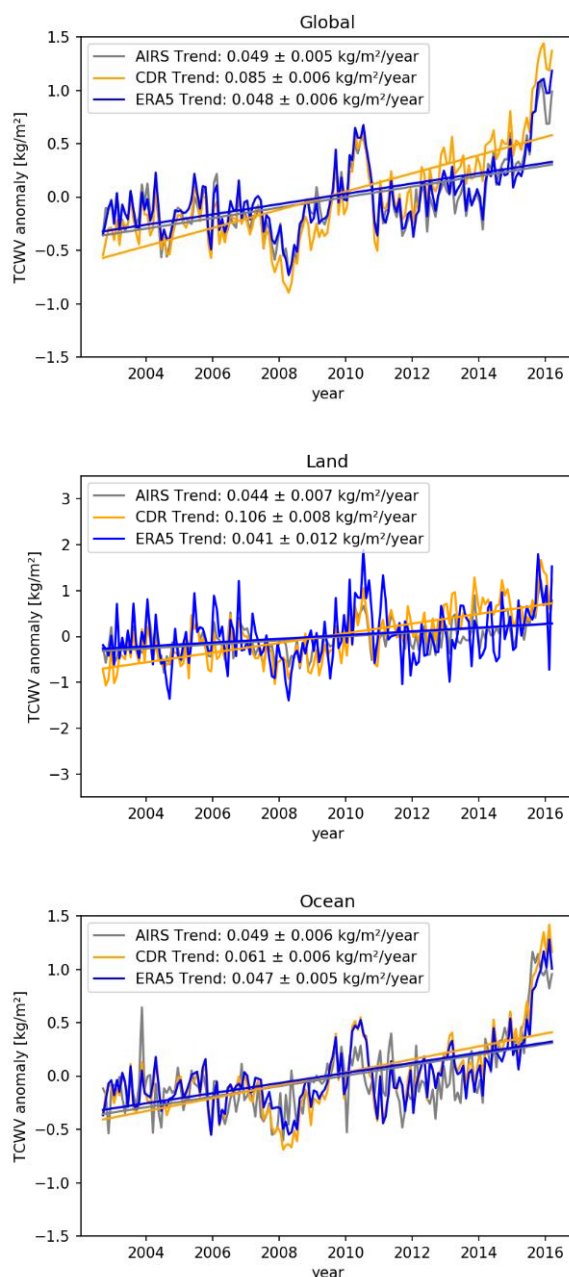 Global
1.5
AIRS Trend: 0.049 ± 0.005 kg/m²/year
CDR Trend: 0.085 ± 0.006 kg/m²/year
ERA5 Trend: 0.048 ± 0.006 kg/m²/year
1.0
0.5
0.0
−0.5
−1.0
−1.5
TCWV anomaly [kg/m²]
2004 2006 2008 2010 2012 2014 2016
year
Land
AIRS Trend: 0.044 ± 0.007 kg/m²/year
CDR Trend: 0.106 ± 0.008 kg/m²/year
ERA5 Trend: 0.041 ± 0.012 kg/m²/year
3
2
1
0
−1
−2
−3
TCWV anomaly [kg/m²]
2004 2006 2008 2010 2012 2014 2016
year
Ocean
1.5
AIRS Trend: 0.049 ± 0.006 kg/m²/year
CDR Trend: 0.061 ± 0.006 kg/m²/year
ERA5 Trend: 0.047 ± 0.005 kg/m²/year
1.0
0.5
0.0
−0.5
−1.0
−1.5
TCWV anomaly [kg/m²]
2004 2006 2008 2010 2012 2014 2016
year